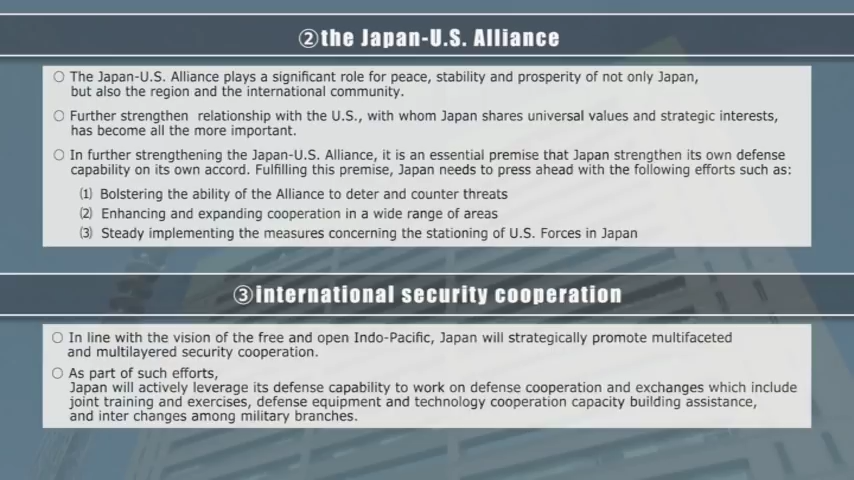 ②the Japan-U.S. Alliance
○ The Japan-U.S. Alliance plays a significant role for peace, stability and prosperity of not only Japan,
but also the region and the international community.
○ Further strengthen relationship with the U.S., with whom Japan shares universal values and strategic interests,
has become all the more important.
○ In further strengthening the Japan-U.S. Alliance, it is an essential premise that Japan strengthen its own defense
capability on its own accord. Fulfilling this premise, Japan needs to press ahead with the following efforts such as:
(1) Bolstering the ability of the Alliance to deter and counter threats
(2) Enhancing and expanding cooperation in a wide range of areas
(3) Steady implementing the measures concerning the stationing of U.S. Forces in Japan
③international security cooperation
○ In line with the vision of the free and open Indo-Pacific, Japan will strategically promote multifaceted
and multilayered security cooperation.
○ As part of such efforts,
Japan will actively leverage its defense capability to work on defense cooperation and exchanges which include
joint training and exercises, defense equipment and technology cooperation capacity building assistance,
and inter changes among military branches.